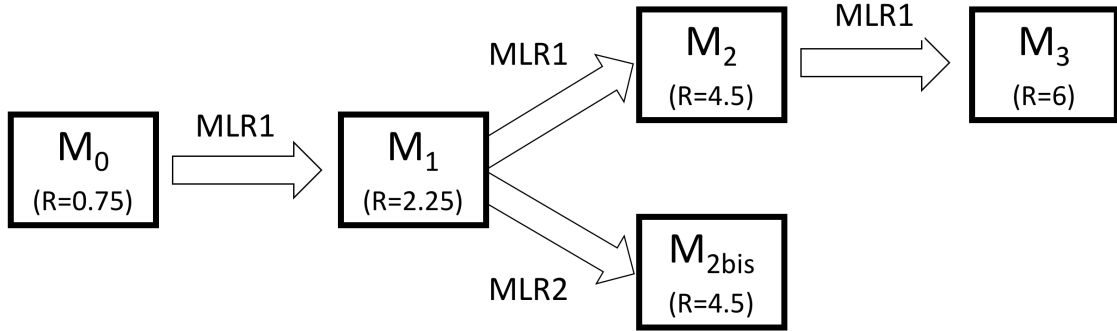 MLR1
M₂
(R=4.5)
MLR1
M₃
(R=6)
M₀
(R=0.75)
MLR1
M₁
(R=2.25)
MLR2
M₂bis
(R=4.5)